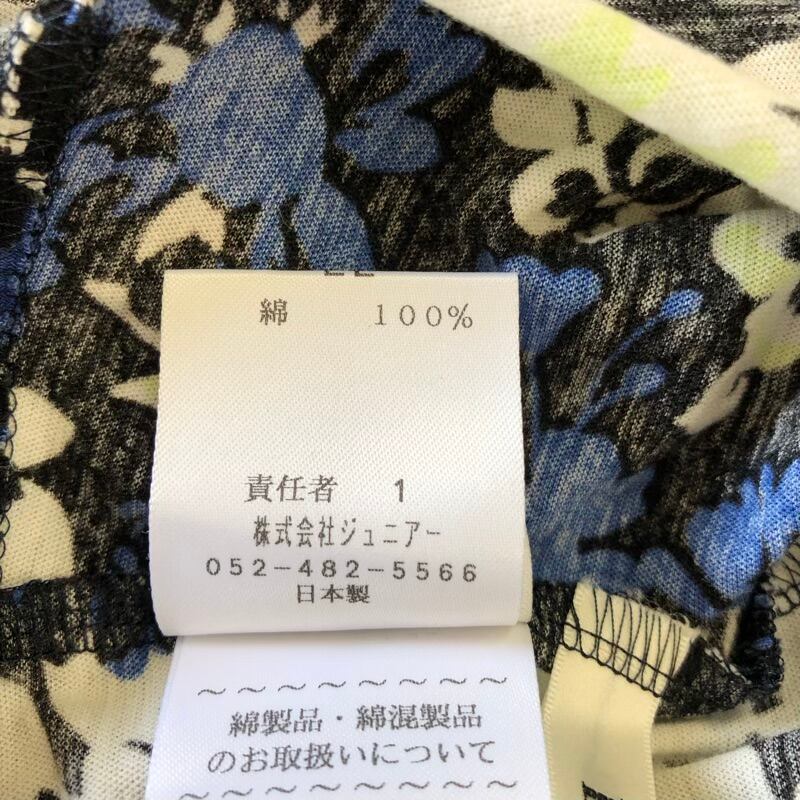 綿 100%
責任者 1
株式会社ジュニアー
052-482-5566
日本製
~~~~~~~~
綿製品・綿混製品
のお取扱いについて
~~~~~~~~